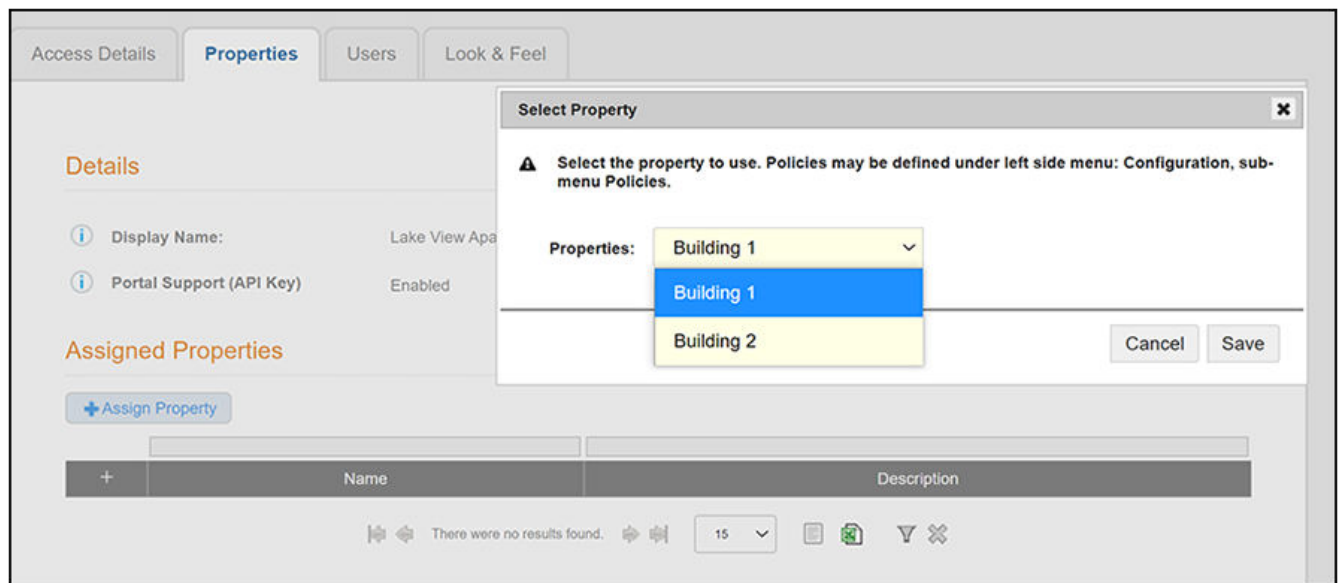 Access Details
Properties
Users
Look & Feel
Select Property
Select the property to use. Policies may be defined under left side menu: Configuration, sub-
menu Policies.
Details
Display Name:
Lake View Apa
Portal Support (API Key)
Enabled
Properties:
Building 1
Building 1
Building 2
Cancel
Save
Assigned Properties
+Assign Property
+
Name
Description
There were no results found.
15